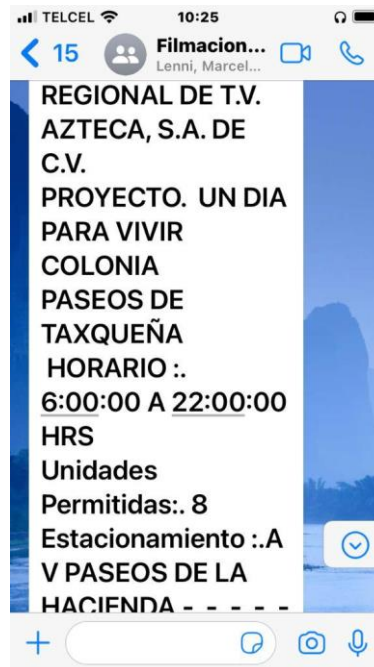 TELCEL 10:25
15 Filmacion...
Lenni, Marcel...
REGIONAL DE T.V.
AZTECA, S.A. DE
C.V.
PROYECTO. UN DIA
PARA VIVIR
COLONIA
PASEOS DE
TAXQUEÑA
HORARIO :.
6:00:00 A 22:00:00
HRS
Unidades
Permitidas:. 8
Estacionamiento :.A
V PASEOS DE LA
HACIENDA - - - - -